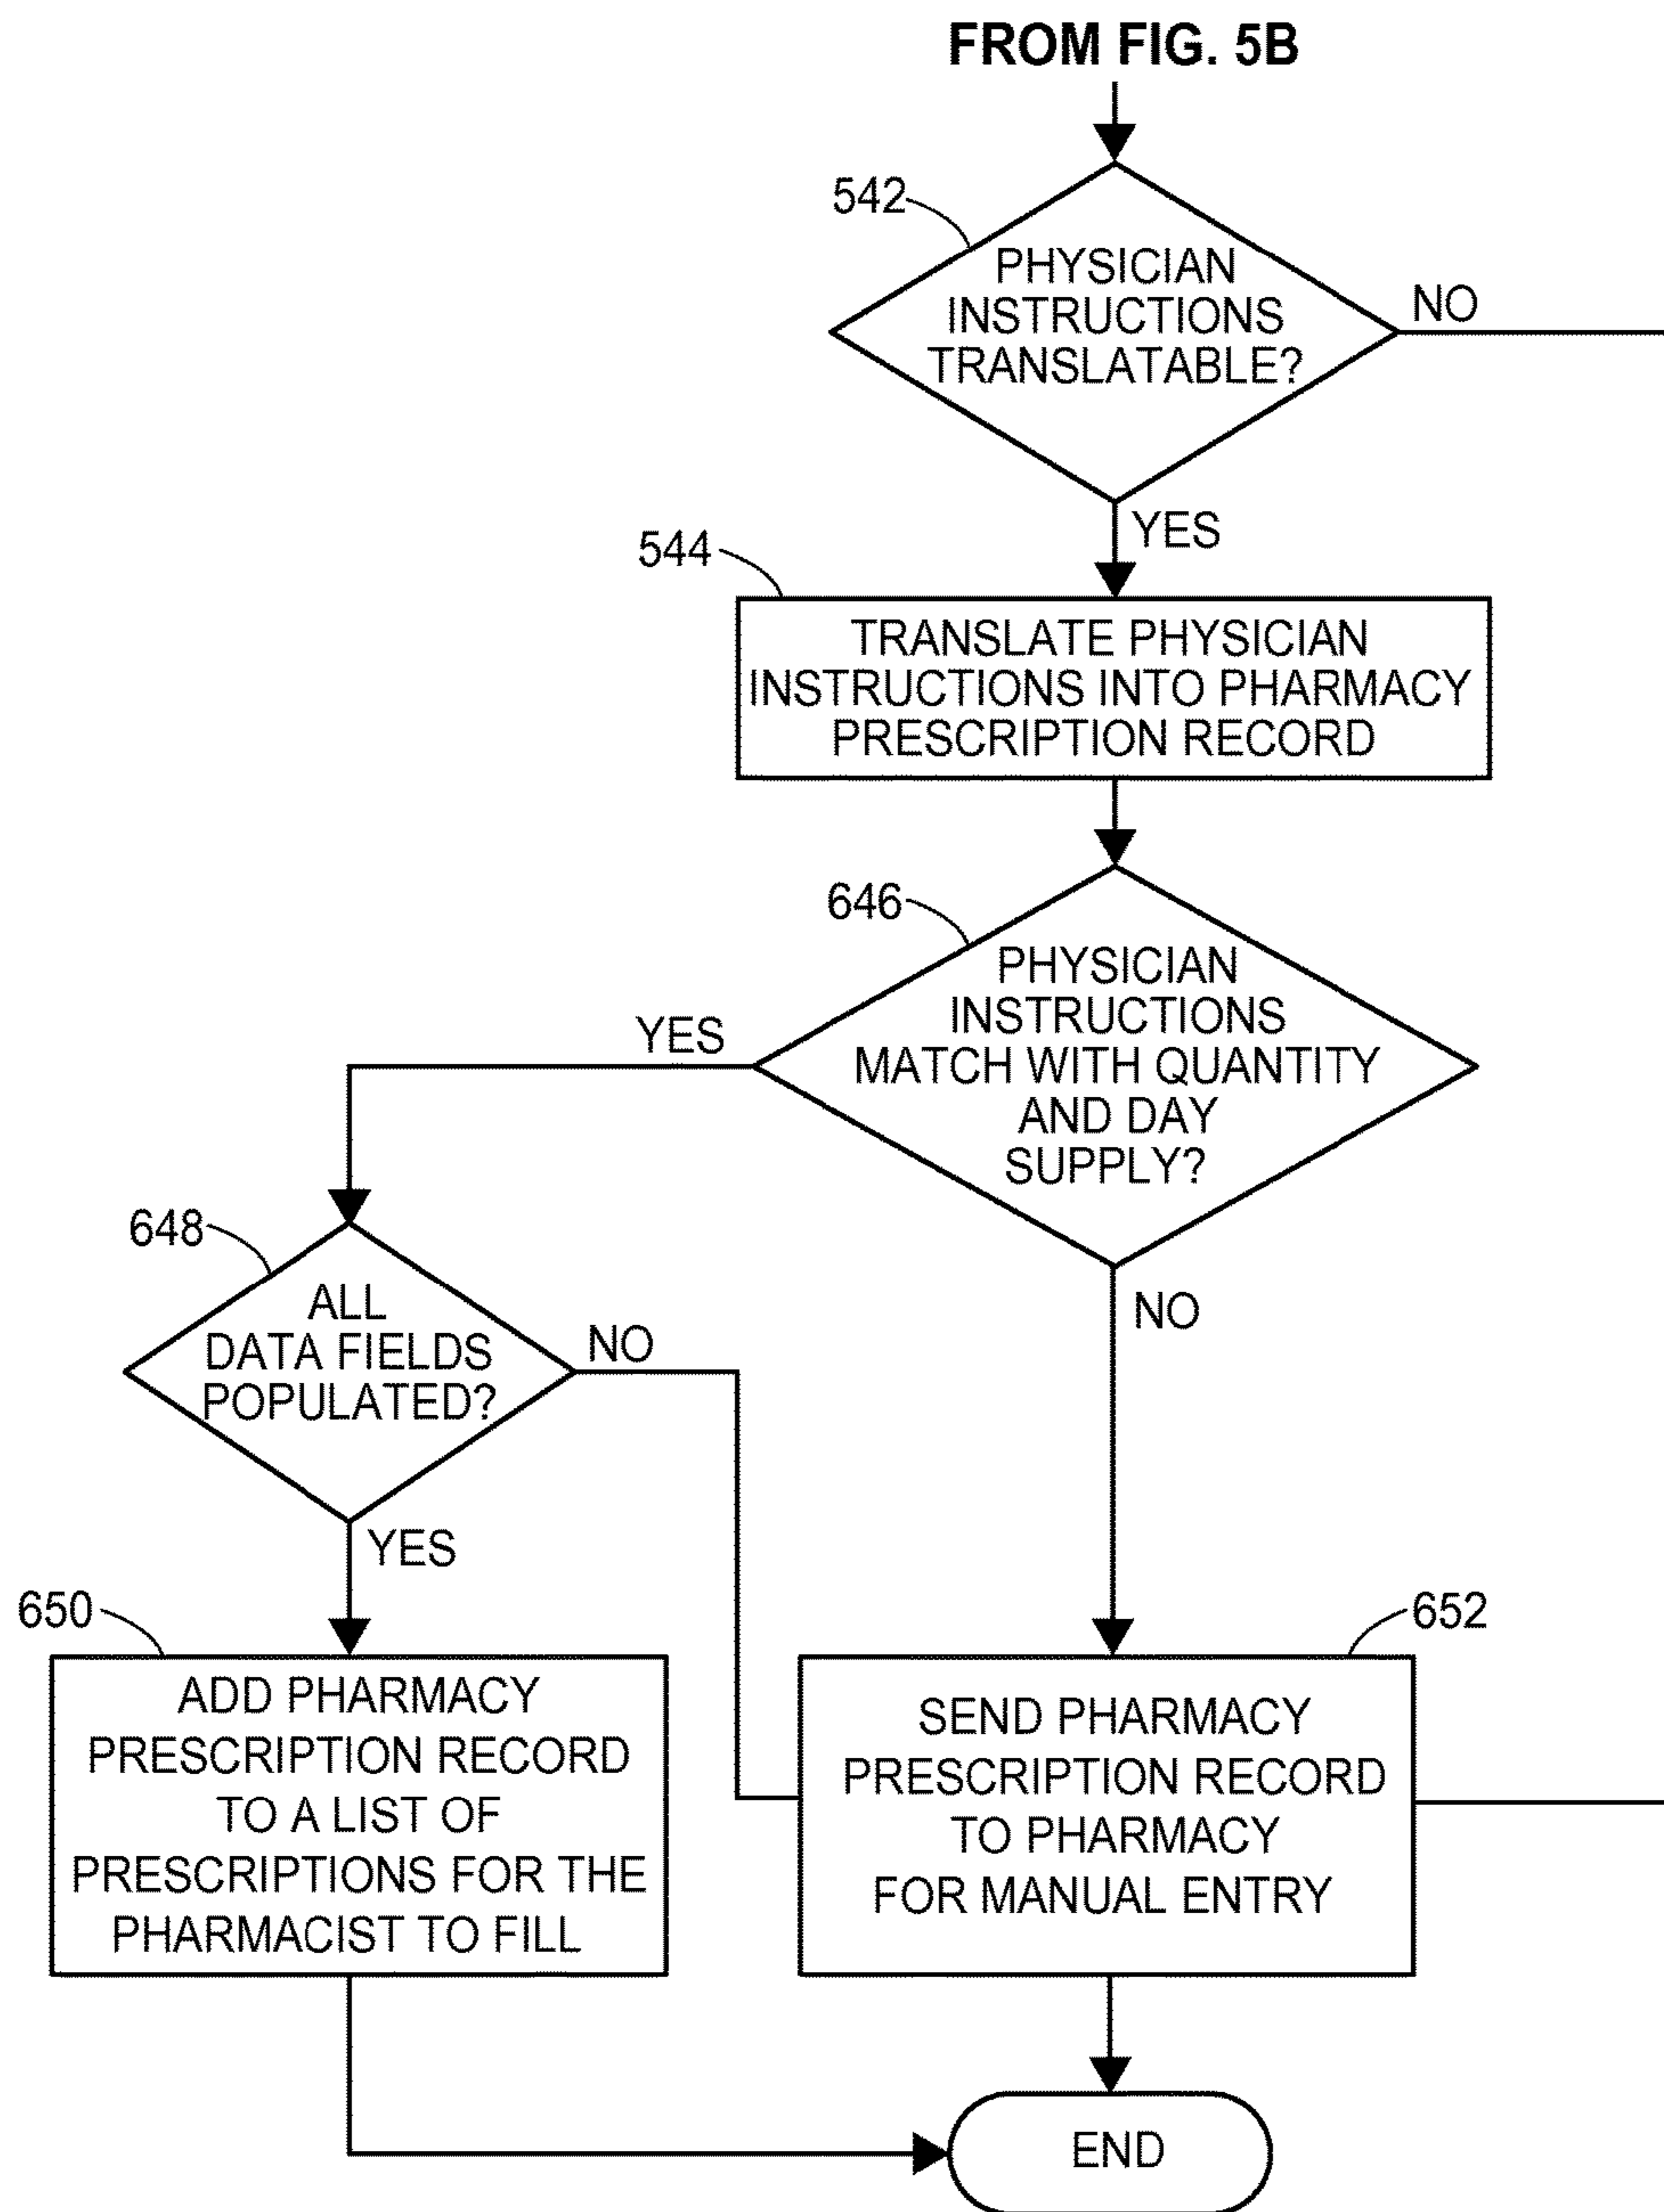 FROM FIG. 5B
542
PHYSICIAN
INSTRUCTIONS
TRANSLATABLE?
NO
YES
544
TRANSLATE PHYSICIAN
INSTRUCTIONS INTO PHARMACY
PRESCRIPTION RECORD
646
PHYSICIAN
INSTRUCTIONS
MATCH WITH QUANTITY
AND DAY
SUPPLY?
YES
NO
648
ALL
DATA FIELDS
POPULATED?
NO
YES
650
ADD PHARMACY
PRESCRIPTION RECORD
TO A LIST OF
PRESCRIPTIONS FOR THE
PHARMACIST TO FILL
652
SEND PHARMACY
PRESCRIPTION RECORD
TO PHARMACY
FOR MANUAL ENTRY
END